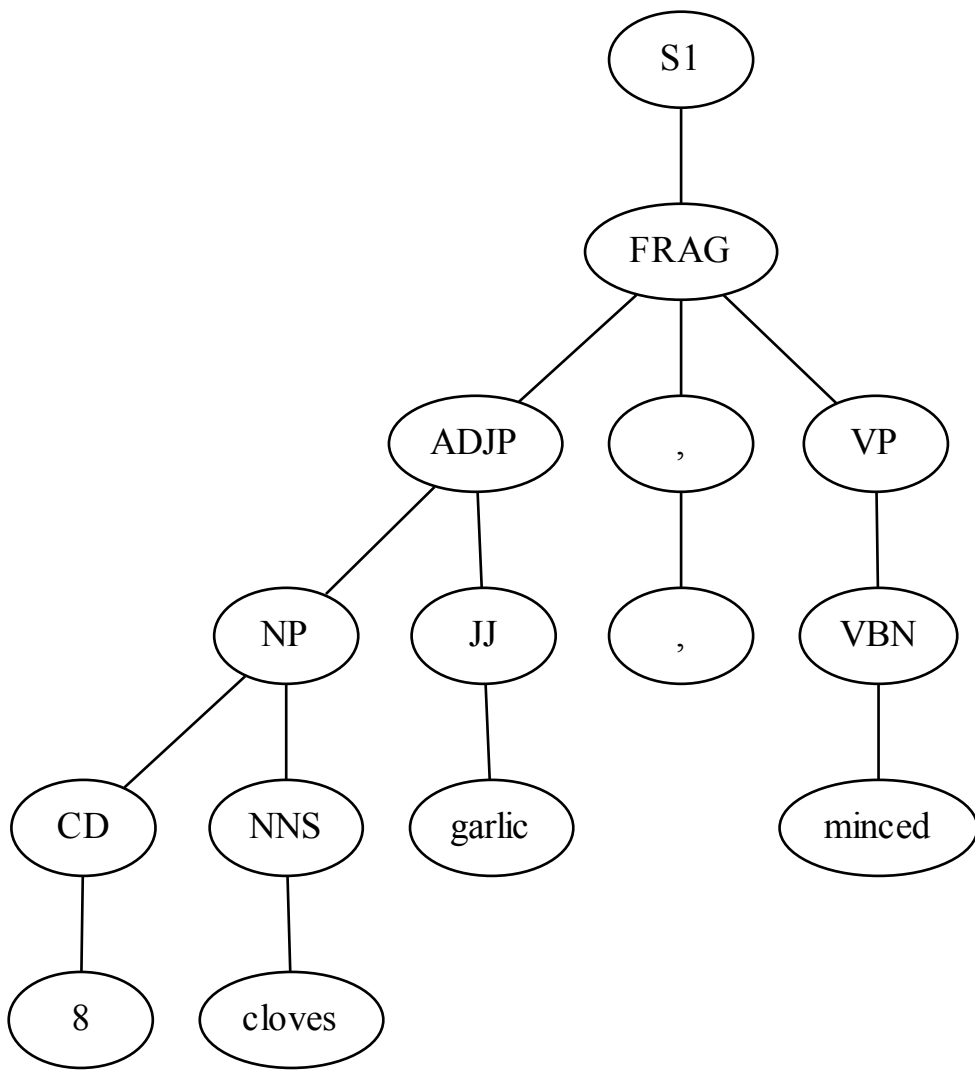 S1
FRAG
ADJP , VP
NP JJ , VBN
CD NNS garlic minced
8 cloves